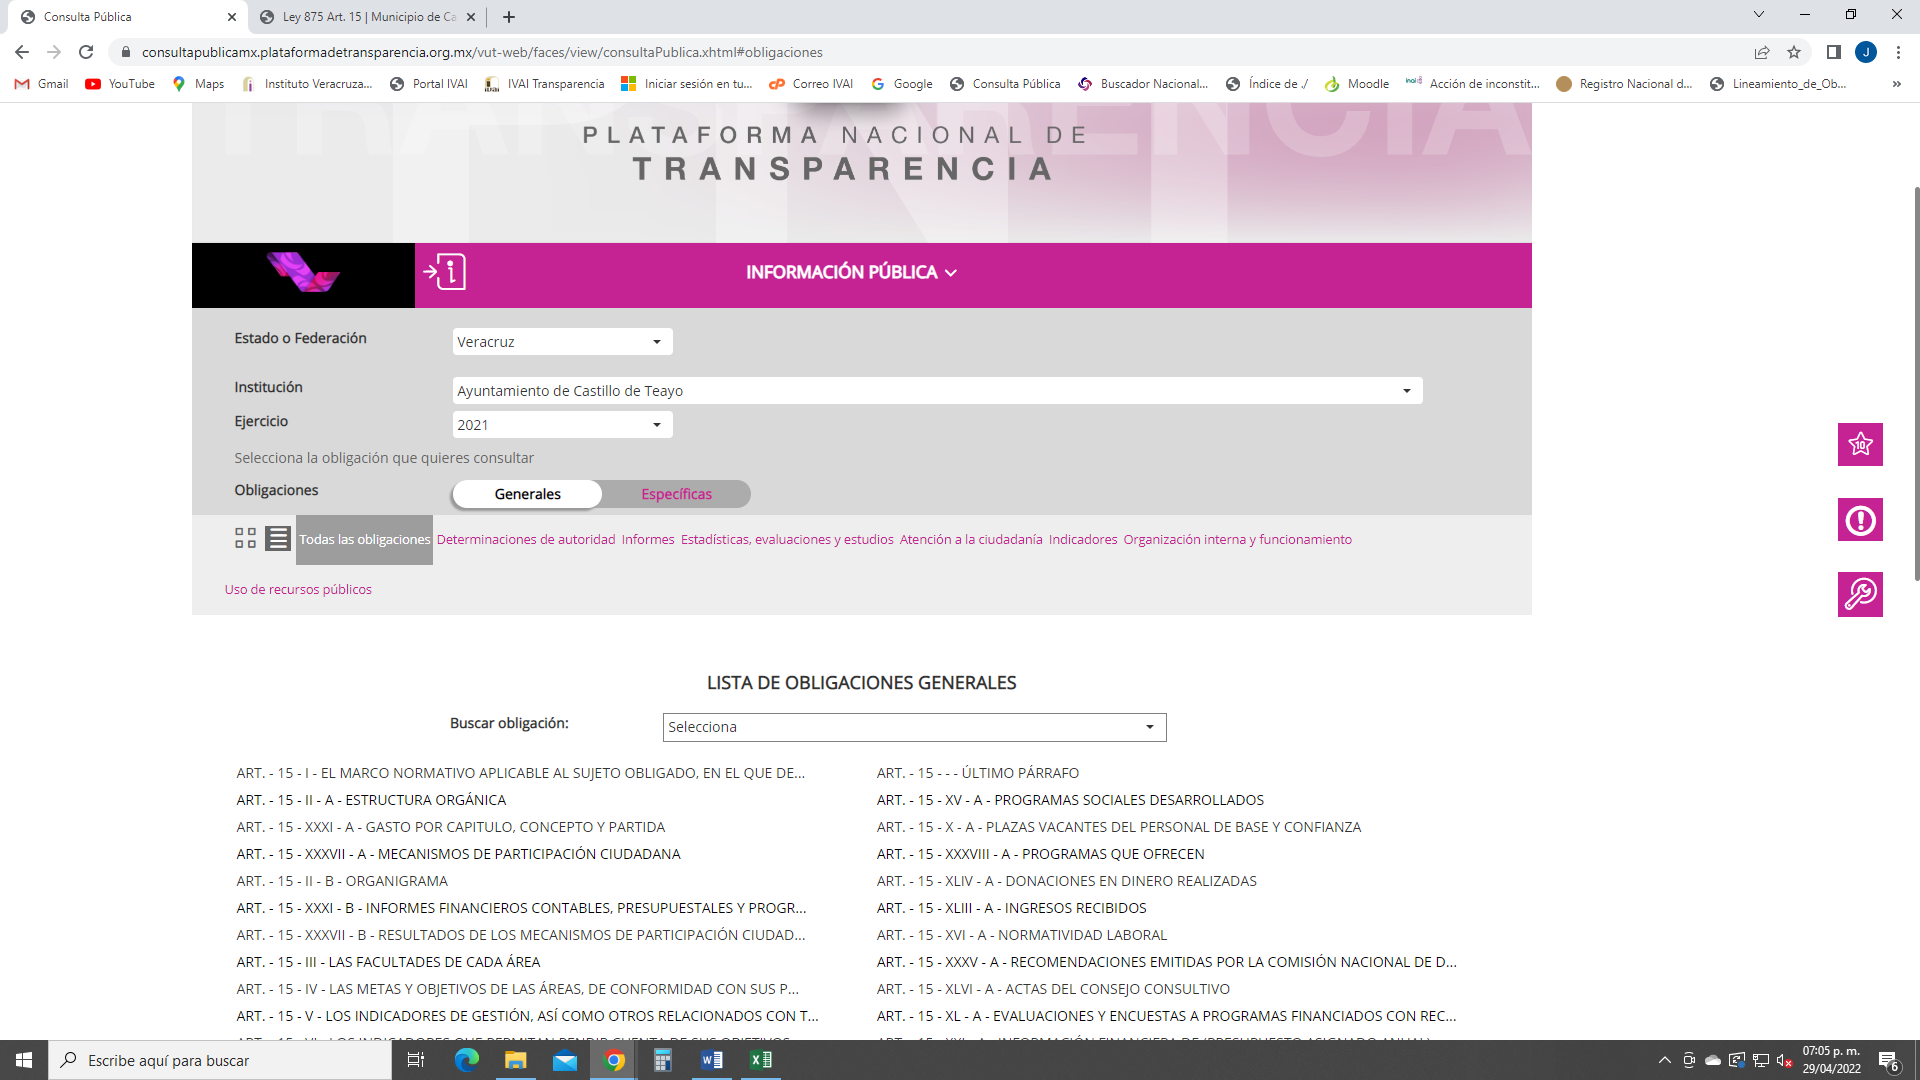 Consulta Pública
Ley 875 Art. 15 | Municipio de Ca
consultapublicamx.plataformadetransparencia.org.mx/vut-web/faces/view/consultaPublica.xhtml#obligaciones
J
Gmail YouTube Maps Instituto Veracruza... Portal IVAI IVAI Transparencia Iniciar sesión en tu... Correo IVAI Google Consulta Pública Buscador Nacional... Índice de ./ Moodle Acción de inconstit... Registro Nacional d... Lineamiento_de_Ob... »
PLATAFORMA NACIONAL DE
TRANSPARENCIA
INFORMACIÓN PÚBLICA
Estado o Federación
Veracruz
Institución
Ayuntamiento de Castillo de Teayo
Ejercicio
2021
Selecciona la obligación que quieres consultar
Obligaciones
Generales
Específicas
10
Todas las obligaciones Determinaciones de autoridad Informes Estadísticas, evaluaciones y estudios Atención a la ciudadanía Indicadores Organización interna y funcionamiento
Uso de recursos públicos
LISTA DE OBLIGACIONES GENERALES
Buscar obligación:
Selecciona
ART. - 15 - I - EL MARCO NORMATIVO APLICABLE AL SUJETO OBLIGADO, EN EL QUE DE...
ART. - 15 - - - ÚLTIMO PÁRRAFO
ART. - 15 - II - A - ESTRUCTURA ORGÁNICA
ART. - 15 - XV - A - PROGRAMAS SOCIALES DESARROLLADOS
ART. - 15 - XXXI - A - GASTO POR CAPITULO, CONCEPTO Y PARTIDA
ART. - 15 - X - A - PLAZAS VACANTES DEL PERSONAL DE BASE Y CONFIANZA
ART. - 15 - XXXVII - A - MECANISMOS DE PARTICIPACIÓN CIUDADANA
ART. - 15 - XXXVIII - A - PROGRAMAS QUE OFRECEN
ART. - 15 - II - B - ORGANIGRAMA
ART. - 15 - XLIV - A - DONACIONES EN DINERO REALIZADAS
ART. - 15 - XXXI - B - INFORMES FINANCIEROS CONTABLES, PRESUPUESTALES Y PROGR...
ART. - 15 - XLIII - A - INGRESOS RECIBIDOS
ART. - 15 - XXXVII - B - RESULTADOS DE LOS MECANISMOS DE PARTICIPACIÓN CIUDAD...
ART. - 15 - XVI - A - NORMATIVIDAD LABORAL
ART. - 15 - III - LAS FACULTADES DE CADA ÁREA
ART. - 15 - XXXV - A - RECOMENDACIONES EMITIDAS POR LA COMISIÓN NACIONAL DE D...
ART. - 15 - IV - LAS METAS Y OBJETIVOS DE LAS ÁREAS, DE CONFORMIDAD CON SUS P...
ART. - 15 - XLVI - A - ACTAS DEL CONSEJO CONSULTIVO
ART. - 15 - V - LOS INDICADORES DE GESTIÓN, ASÍ COMO OTROS RELACIONADOS CON T...
ART. - 15 - XL - A - EVALUACIONES Y ENCUESTAS A PROGRAMAS FINANCIADOS CON REC...
Escribe aquí para buscar
07:05 p. m.
29/04/2022
6